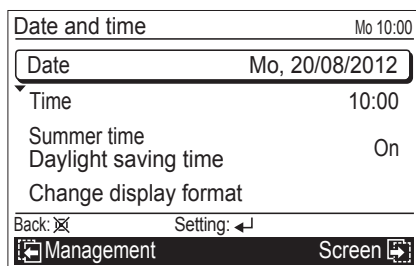 Date and time Mo 10:00
Date Mo, 20/08/2012
Time 10:00
Summer time
Daylight saving time On
Change display format
Back: Setting:
Management Screen